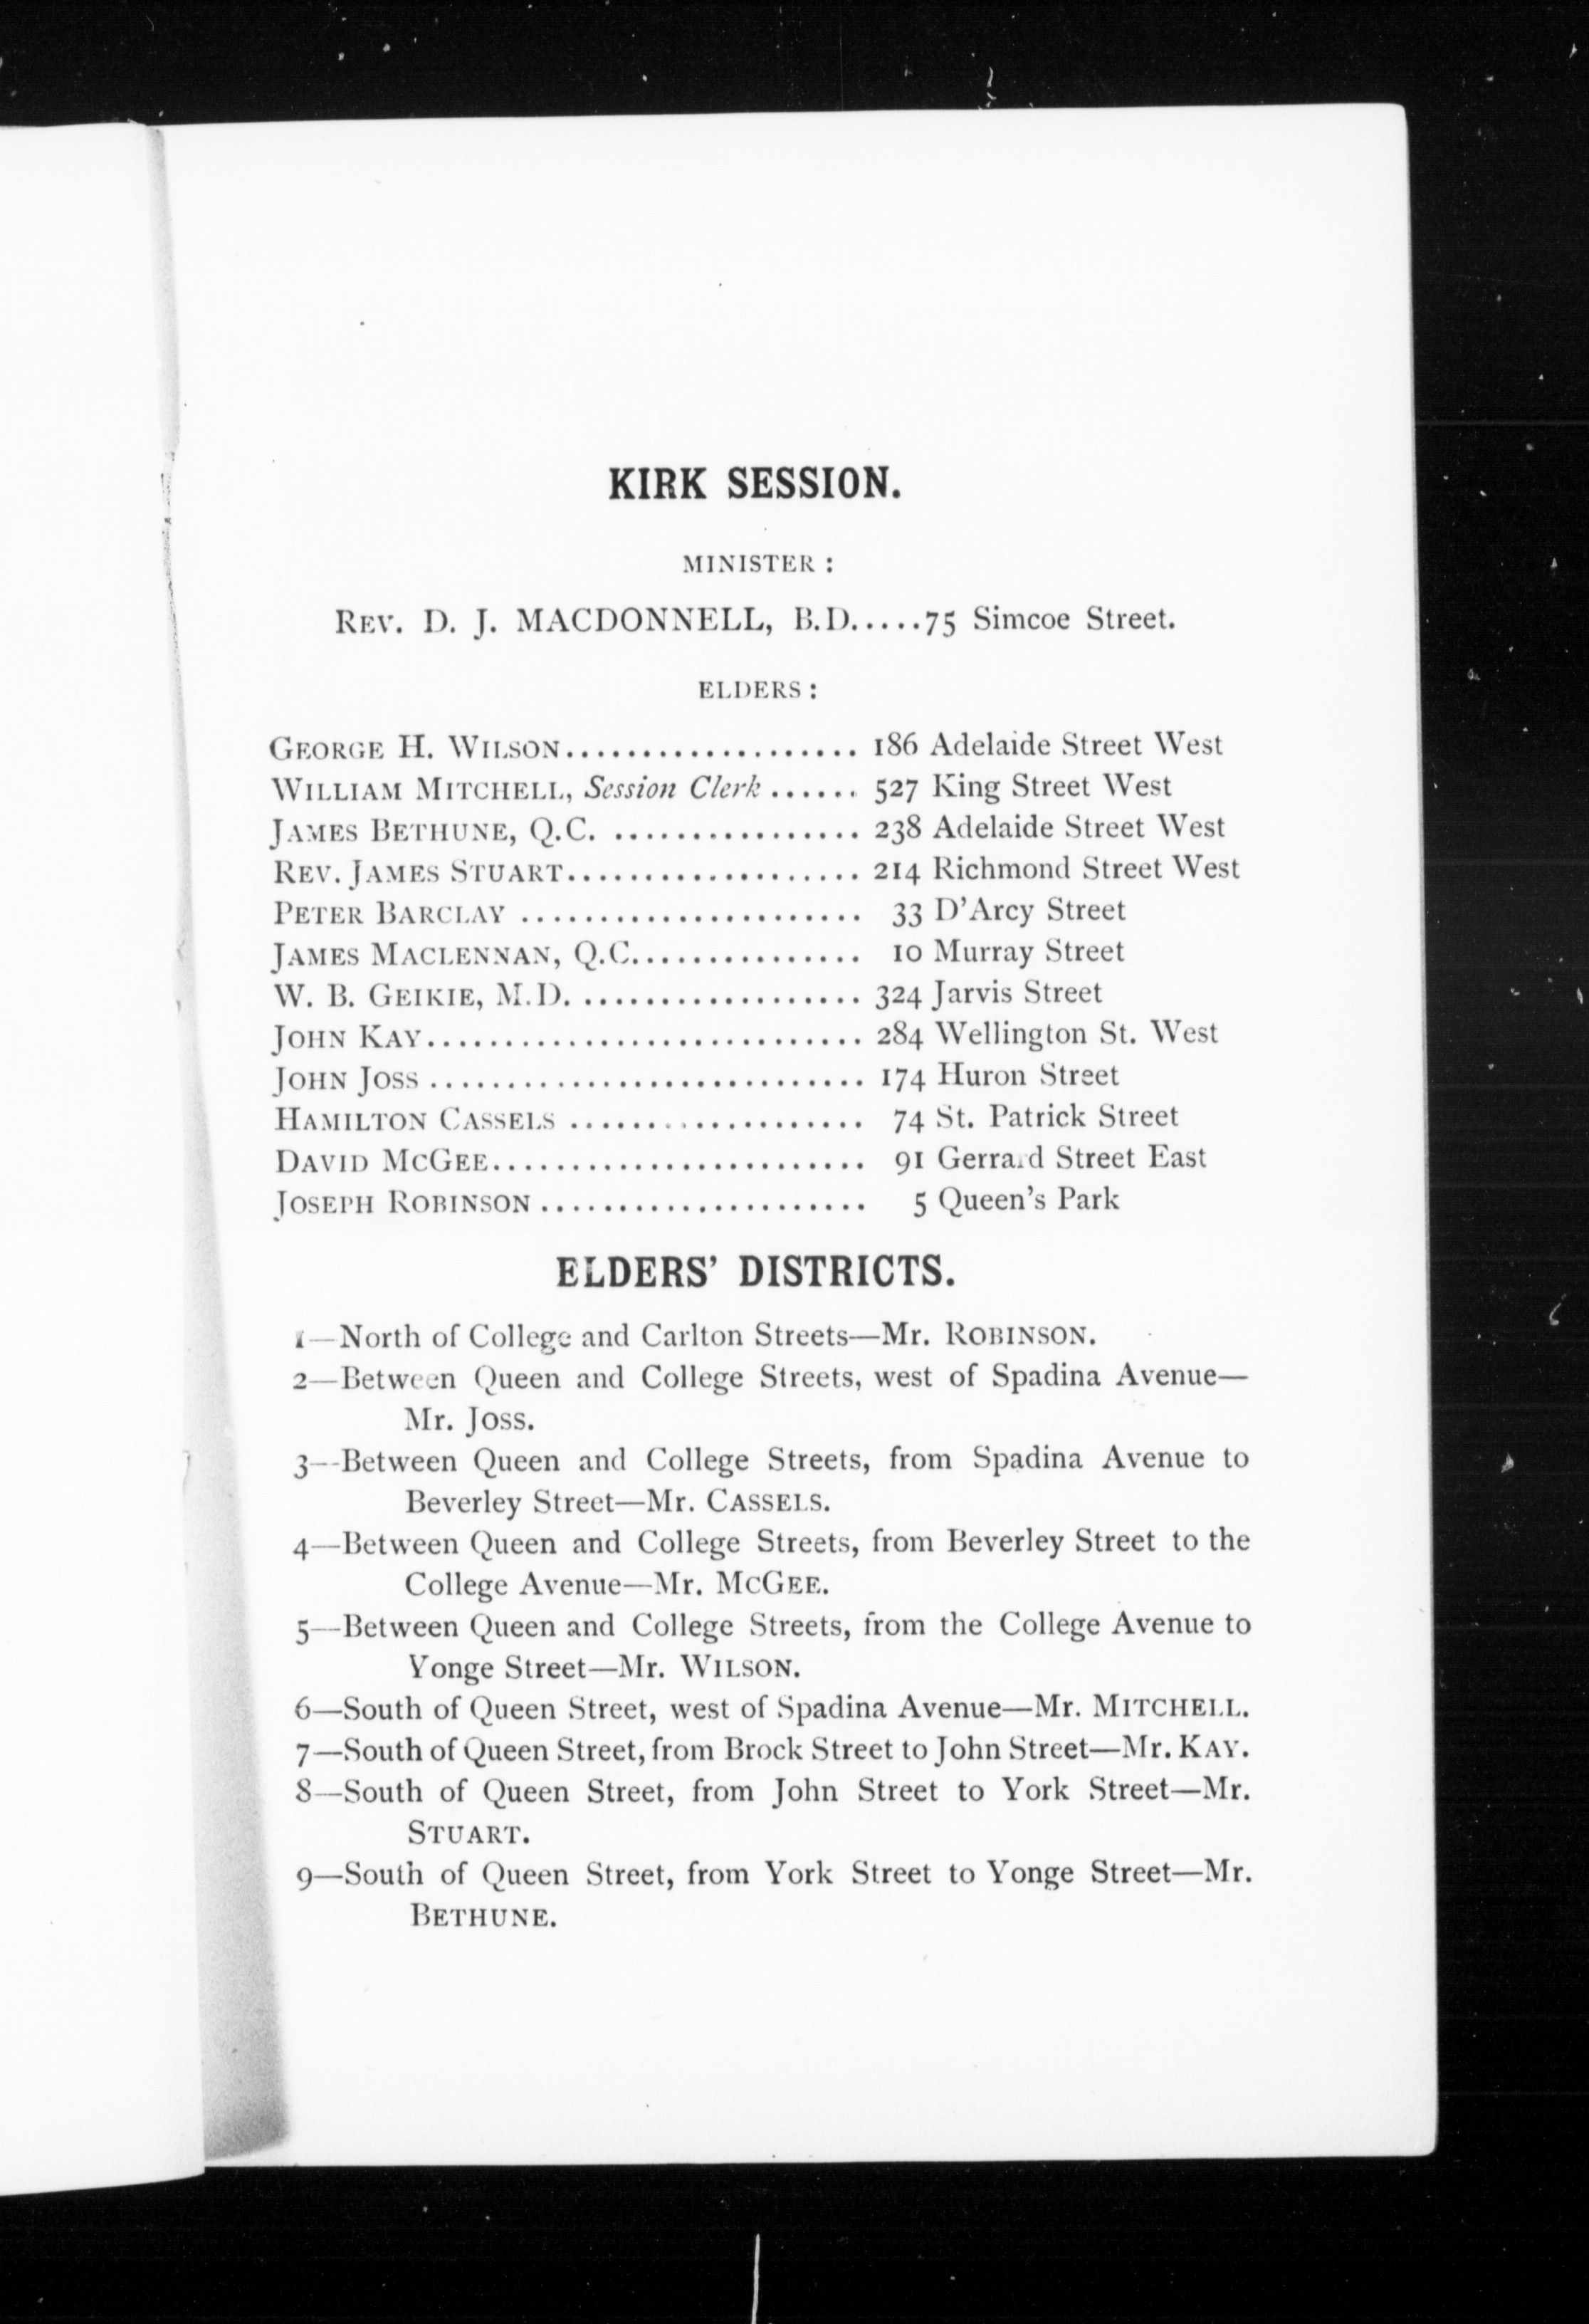 KIRK SESSION.
MINISTER :
REV. D. J. MACDONNELL, B.D.....75 Simcoe Street.
ELDERS :
GEORGE H. WILSON................... 186 Adelaide Street West
WILLIAM MITCHELL, Session Clerk ...... 527 King Street West
JAMES BETHUNE, Q.C. ................ 238 Adelaide Street West
REV. JAMES STUART................... 214 Richmond Street West
PETER BARCLAY ...................... 33 D'Arcy Street
JAMES MACLENNAN, Q.C............... 10 Murray Street
W. B. GEIKIE, M.D. .................. 324 Jarvis Street
JOHN KAY............................ 284 Wellington St. West
JOHN JOSS ............................ 174 Huron Street
HAMILTON CASSELS ................... 74 St. Patrick Street
DAVID MCGEE........................ 91 Gerrard Street East
JOSEPH ROBINSON ..................... 5 Queen's Park
ELDERS' DISTRICTS.
1—North of College and Carlton Streets—Mr. ROBINSON.
2—Between Queen and College Streets, west of Spadina Avenue—
Mr. JOSS.
3—Between Queen and College Streets, from Spadina Avenue to
Beverley Street—Mr. CASSELS.
4—Between Queen and College Streets, from Beverley Street to the
College Avenue—Mr. MCGEE.
5—Between Queen and College Streets, from the College Avenue to
Yonge Street—Mr. WILSON.
6—South of Queen Street, west of Spadina Avenue—Mr. MITCHELL.
7—South of Queen Street, from Brock Street to John Street—Mr. KAY.
8—South of Queen Street, from John Street to York Street—Mr.
STUART.
9—South of Queen Street, from York Street to Yonge Street—Mr.
BETHUNE.